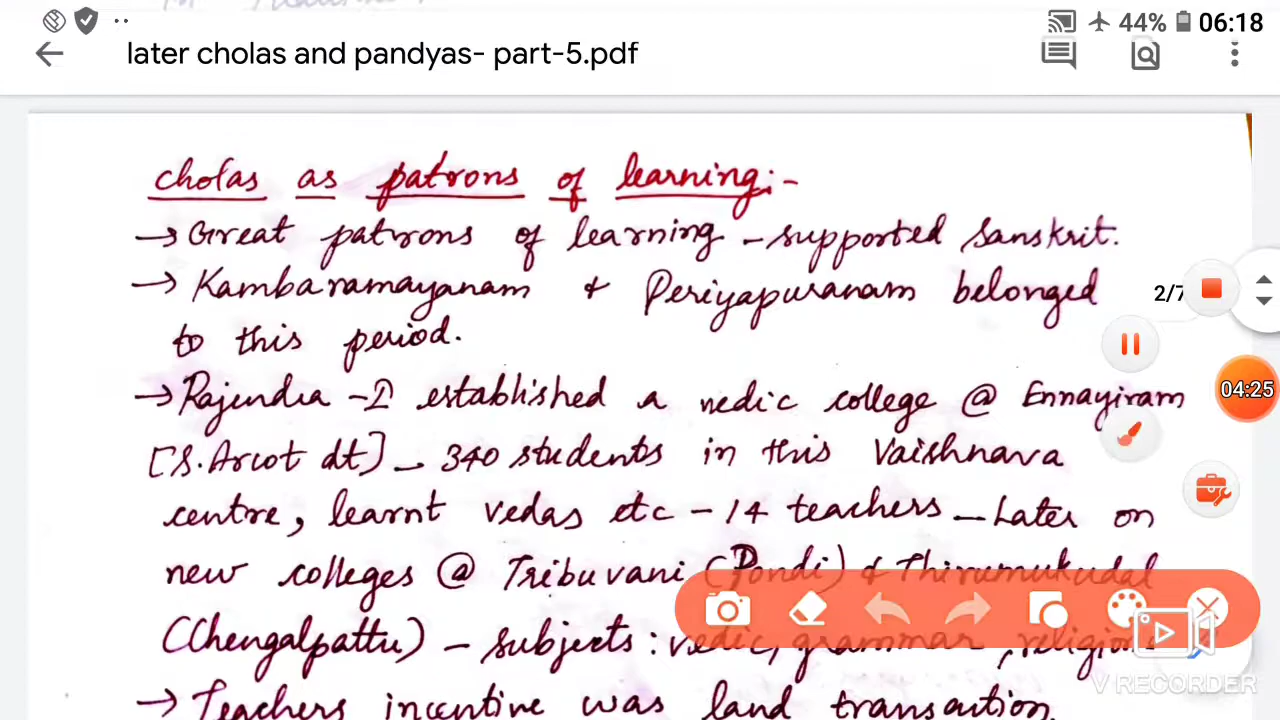 44% 06:18
later cholas and pandyas- part-5.pdf
cholas as patrons of learning:-
→ Great patrons of learning - supported Sanskrit.
2/7
→ Kambaramayanam & Periyapuranam belonged
to this period.
04:25
→ Rajendra -I established a vedic college @ Ennayiram
[S.Arcot dt] - 340 students in this Vaishnava
centre, learnt vedas etc - 14 teachers - Later on
new colleges @ Tribuvani (Pondi) & Thirumukudal
(Chengalpattu) - subjects : vedic, grammar, religion
V RECORDER
→ Teachers incentive was land transaction.